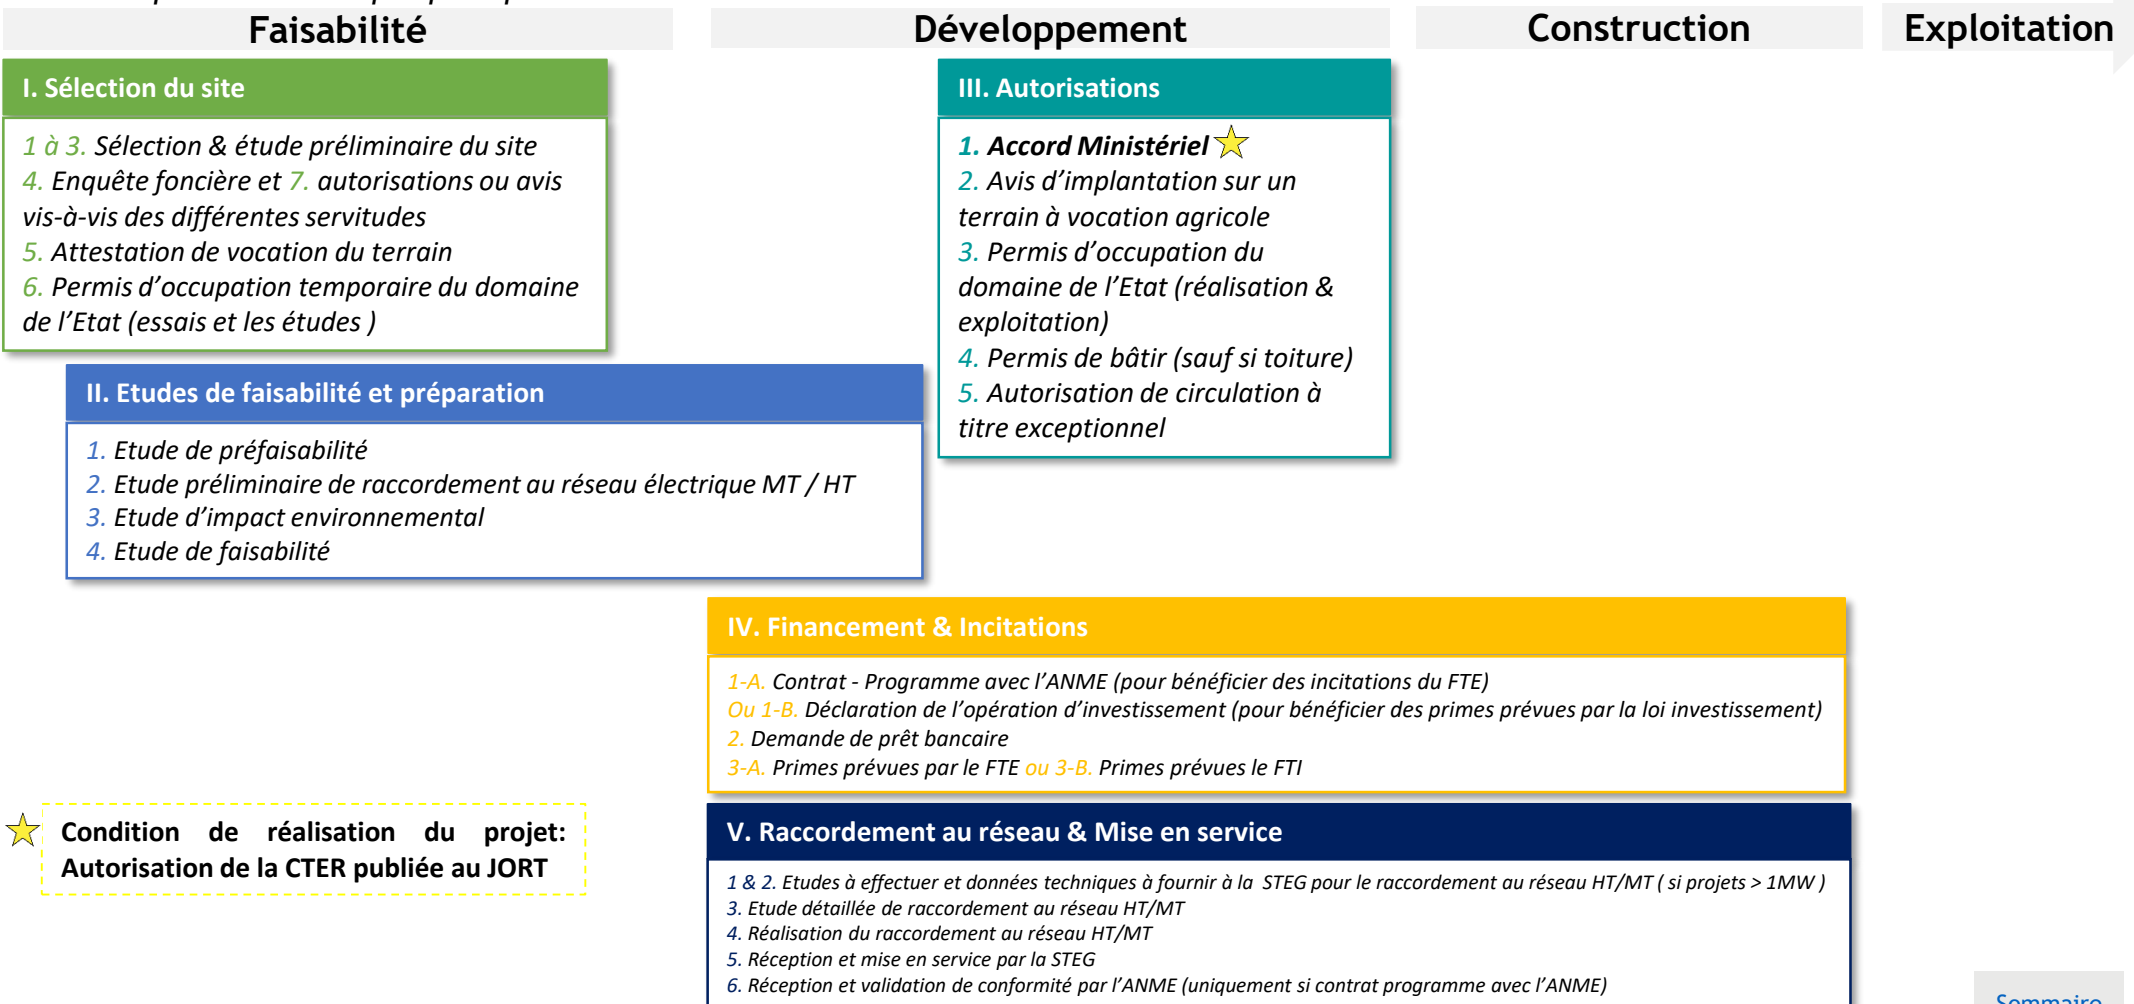 Faisabilité
Développement
Construction
Exploitation
I. Sélection du site
1 à 3. Sélection & étude préliminaire du site
4. Enquête foncière et 7. autorisations ou avis
vis-à-vis des différentes servitudes
5. Attestation de vocation du terrain
6. Permis d’occupation temporaire du domaine
de l’Etat (essais et les études )
III. Autorisations
1. Accord Ministériel
2. Avis d’implantation sur un
terrain à vocation agricole
3. Permis d’occupation du
domaine de l’Etat (réalisation &
exploitation)
4. Permis de bâtir (sauf si toiture)
5. Autorisation de circulation à
titre exceptionnel
II. Etudes de faisabilité et préparation
1. Etude de préfaisabilité
2. Etude préliminaire de raccordement au réseau électrique MT / HT
3. Etude d’impact environnemental
4. Etude de faisabilité
IV. Financement & Incitations
1-A. Contrat - Programme avec l’ANME (pour bénéficier des incitations du FTE)
Ou 1-B. Déclaration de l’opération d’investissement (pour bénéficier des primes prévues par la loi investissement)
2. Demande de prêt bancaire
3-A. Primes prévues par le FTE ou 3-B. Primes prévues le FTI
Condition de réalisation du projet:
Autorisation de la CTER publiée au JORT
V. Raccordement au réseau & Mise en service
1 & 2. Etudes à effectuer et données techniques à fournir à la STEG pour le raccordement au réseau HT/MT ( si projets > 1MW )
3. Etude détaillée de raccordement au réseau HT/MT
4. Réalisation du raccordement au réseau HT/MT
5. Réception et mise en service par la STEG
6. Réception et validation de conformité par l’ANME (uniquement si contrat programme avec l’ANME)
Sommaire